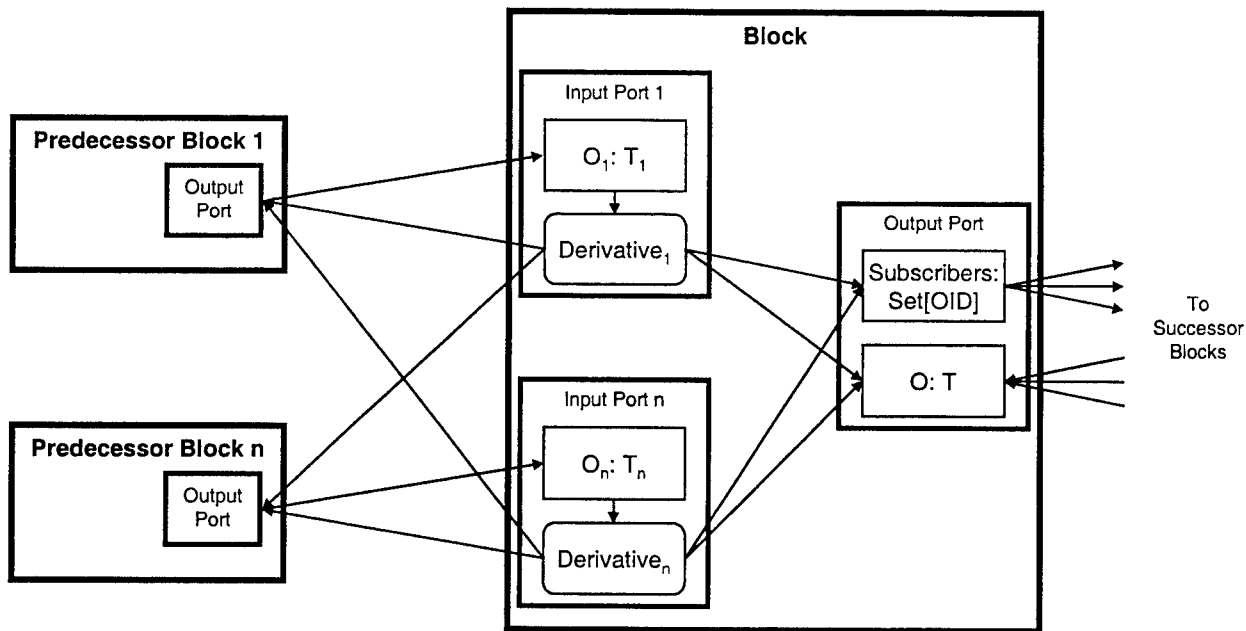 Block
Input Port 1
O₁: T₁
Derivative₁
Predecessor Block 1
Output
Port
Output Port
Subscribers:
Set[OID]
O: T
To
Successor
Blocks
Input Port n
Oₙ: Tₙ
Derivativeₙ
Predecessor Block n
Output
Port